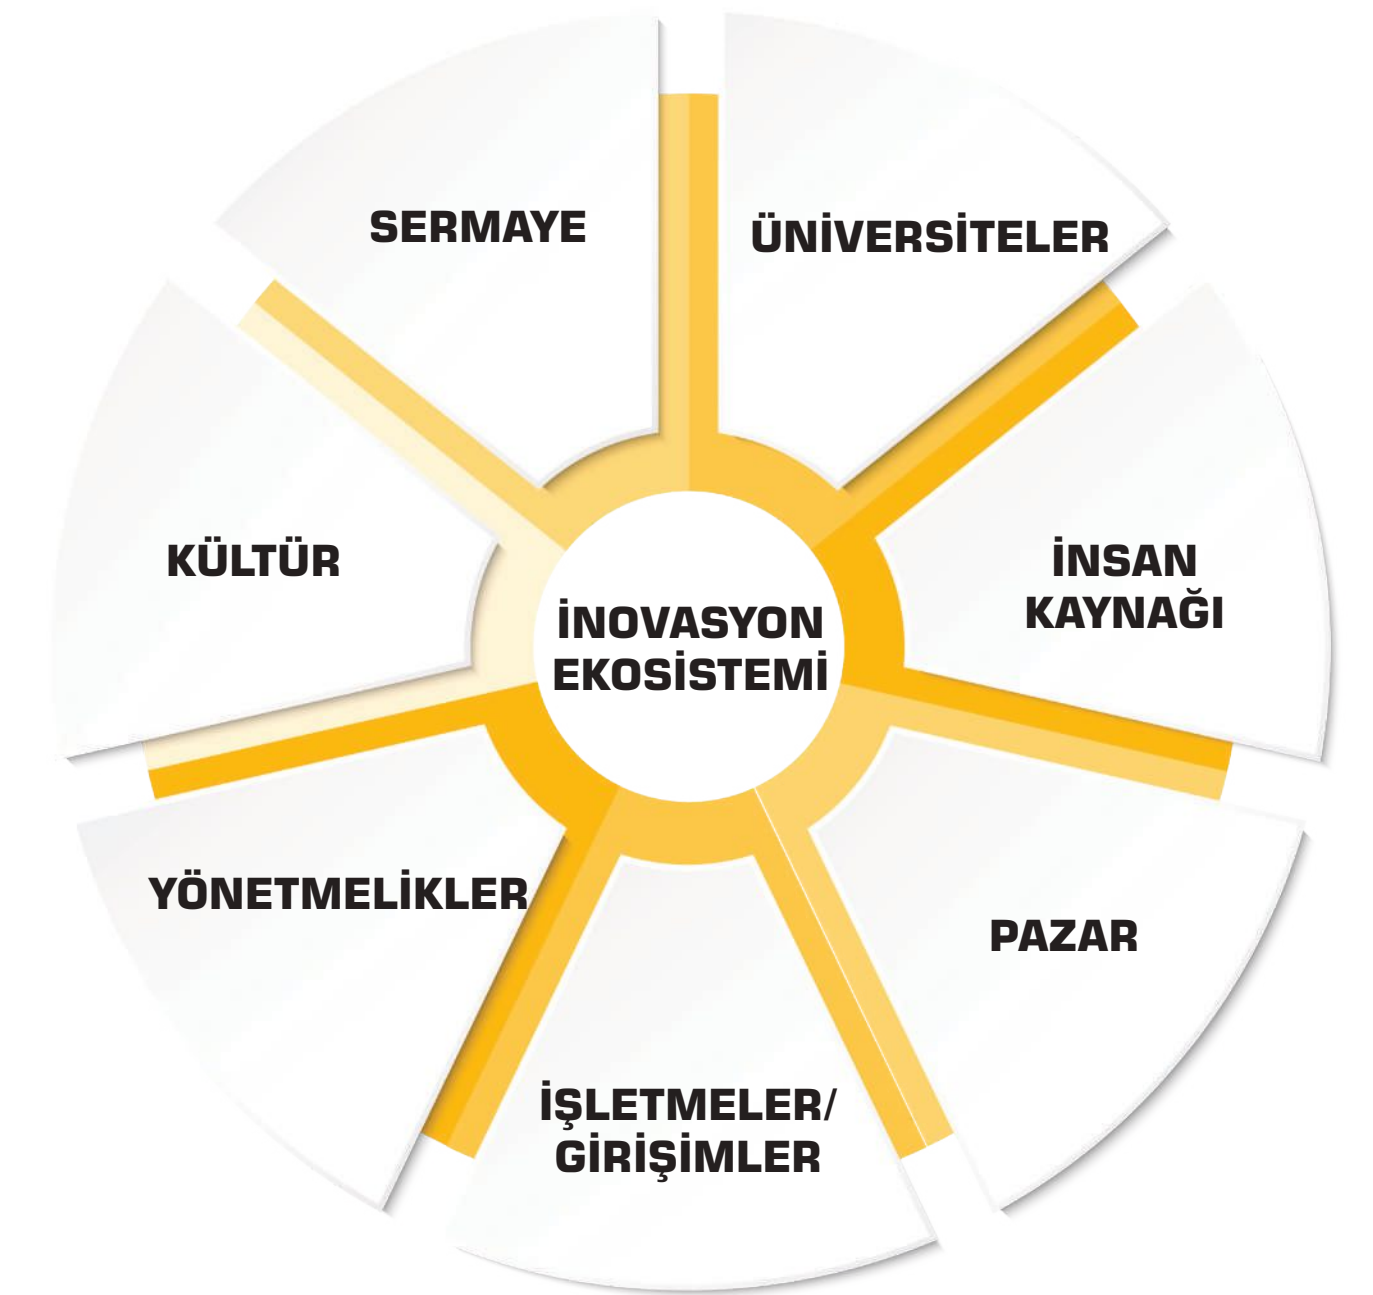 SERMAYE
ÜNİVERSİTELER
KÜLTÜR
İNSAN
KAYNAĞI
İNOVASYON
EKOSİSTEMİ
YÖNETMELİKLER
PAZAR
İŞLETMELER/
GİRİŞİMLER